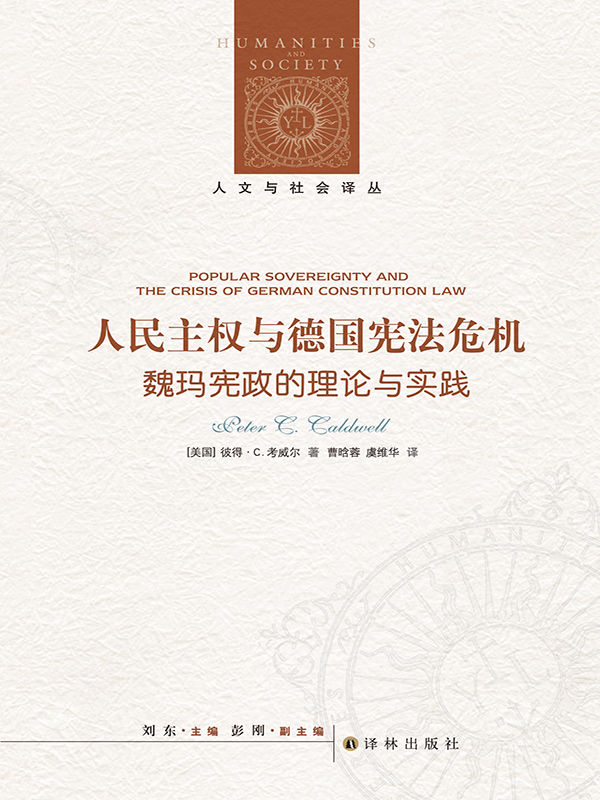 HUMANITIES
AND
SOCIETY
Y L
人文与社会译丛
POPULAR SOVEREIGNTY AND
THE CRISIS OF GERMAN CONSTITUTION LAW
人民主权与德国宪法危机
魏玛宪政的理论与实践
Peter C. Caldwell
[美国] 彼得·C.考威尔 著 曹晗蓉 虞维华 译
HUMANITIES
AND
刘东·主编 彭刚·副主编
译林出版社